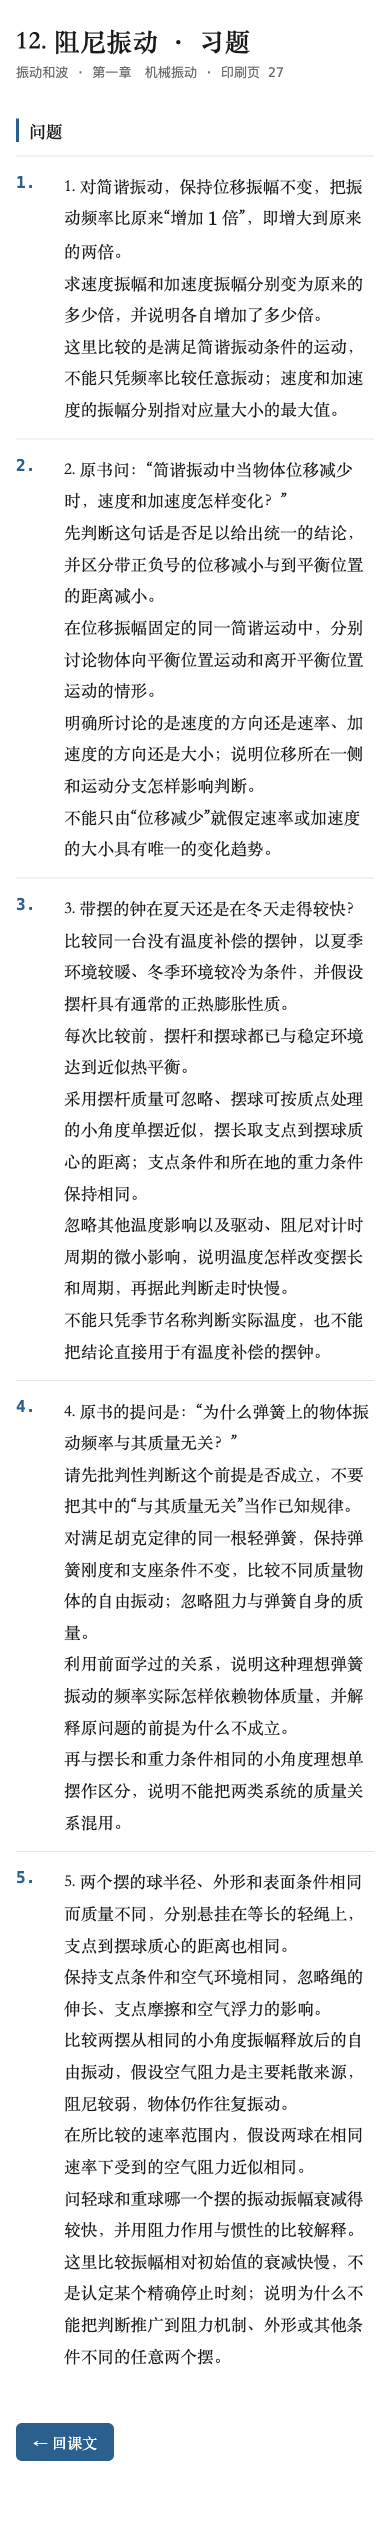 12. 阻尼振动 · 习题
振动和波 · 第一章 机械振动 · 印刷页 27
问题
1.
1. 对简谐振动，保持位移振幅不变，把振
动频率比原来“增加 1 倍”，即增大到原来
的两倍。
求速度振幅和加速度振幅分别变为原来的
多少倍，并说明各自增加了多少倍。
这里比较的是满足简谐振动条件的运动，
不能只凭频率比较任意振动；速度和加速
度的振幅分别指对应量大小的最大值。
2.
2. 原书问：“简谐振动中当物体位移减少
时，速度和加速度怎样变化？”
先判断这句话是否足以给出统一的结论，
并区分带正负号的位移减小与到平衡位置
的距离减小。
在位移振幅固定的同一简谐运动中，分别
讨论物体向平衡位置运动和离开平衡位置
运动的情形。
明确所讨论的是速度的方向还是速率、加
速度的方向还是大小；说明位移所在一侧
和运动分支怎样影响判断。
不能只由“位移减少”就假定速率或加速度
的大小具有唯一的变化趋势。
3.
3. 带摆的钟在夏天还是在冬天走得较快？
比较同一台没有温度补偿的摆钟，以夏季
环境较暖、冬季环境较冷为条件，并假设
摆杆具有通常的正热膨胀性质。
每次比较前，摆杆和摆球都已与稳定环境
达到近似热平衡。
采用摆杆质量可忽略、摆球可按质点处理
的小角度单摆近似，摆长取支点到摆球质
心的距离；支点条件和所在地的重力条件
保持相同。
忽略其他温度影响以及驱动、阻尼对计时
周期的微小影响，说明温度怎样改变摆长
和周期，再据此判断走时快慢。
不能只凭季节名称判断实际温度，也不能
把结论直接用于有温度补偿的摆钟。
4.
4. 原书的提问是：“为什么弹簧上的物体振
动频率与其质量无关？”
请先批判性判断这个前提是否成立，不要
把其中的“与其质量无关”当作已知规律。
对满足胡克定律的同一根轻弹簧，保持弹
簧刚度和支座条件不变，比较不同质量物
体的自由振动；忽略阻力与弹簧自身的质
量。
利用前面学过的关系，说明这种理想弹簧
振动的频率实际怎样依赖物体质量，并解
释原问题的前提为什么不成立。
再与摆长和重力条件相同的小角度理想单
摆作区分，说明不能把两类系统的质量关
系混用。
5.
5. 两个摆的球半径、外形和表面条件相同
而质量不同，分别悬挂在等长的轻绳上，
支点到摆球质心的距离也相同。
保持支点条件和空气环境相同，忽略绳的
伸长、支点摩擦和空气浮力的影响。
比较两摆从相同的小角度振幅释放后的自
由振动，假设空气阻力是主要耗散来源，
阻尼较弱，物体仍作往复振动。
在所比较的速率范围内，假设两球在相同
速率下受到的空气阻力近似相同。
问轻球和重球哪一个摆的振动振幅衰减得
较快，并用阻力作用与惯性的比较解释。
这里比较振幅相对初始值的衰减快慢，不
是认定某个精确停止时刻；说明为什么不
能把判断推广到阻力机制、外形或其他条
件不同的任意两个摆。
← 回课文